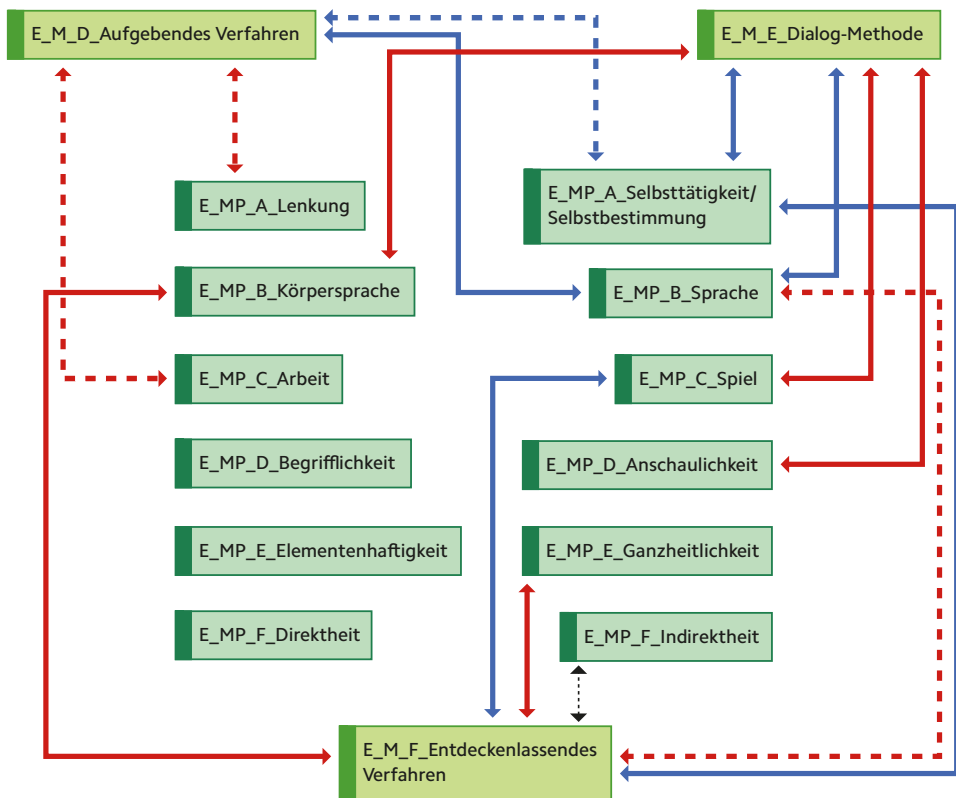 E_M_D_Aufgebendes Verfahren
E_M_E_Dialog-Methode
E_MP_A_Lenkung
E_MP_A_Selbsttätigkeit/
Selbstbestimmung
E_MP_B_Körpersprache
E_MP_B_Sprache
E_MP_C_Arbeit
E_MP_C_Spiel
E_MP_D_Begrifflichkeit
E_MP_D_Anschaulichkeit
E_MP_E_Elementenhaftigkeit
E_MP_E_Ganzheitlichkeit
E_MP_F_Direktheit
E_MP_F_Indirektheit
E_M_F_Entdeckenlassendes
Verfahren